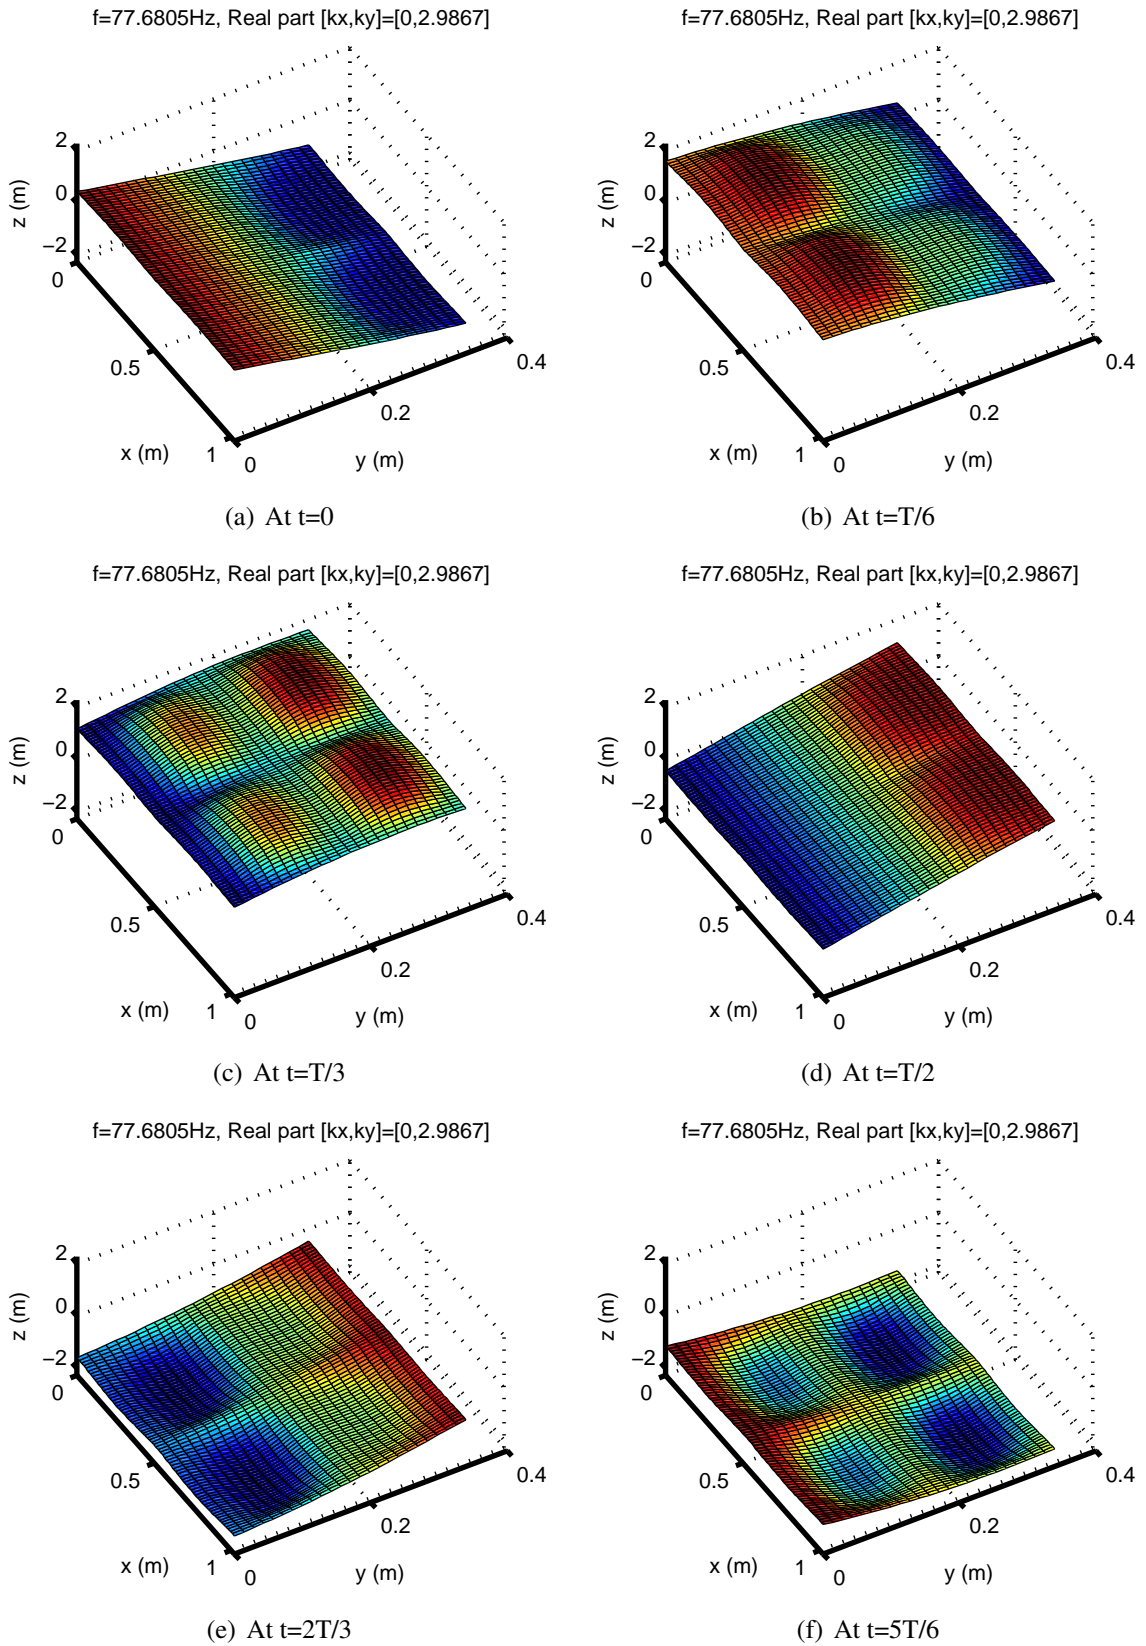 f=77.6805Hz, Real part [kx,ky]=[0,2.9867]
f=77.6805Hz, Real part [kx,ky]=[0,2.9867]
2
0
−2
z (m)
0
0.5
1
x (m)
0
0.2
0.4
y (m)
2
0
−2
z (m)
0
0.5
1
x (m)
0
0.2
0.4
y (m)
(a) At t=0
(b) At t=T/6
f=77.6805Hz, Real part [kx,ky]=[0,2.9867]
f=77.6805Hz, Real part [kx,ky]=[0,2.9867]
2
0
−2
z (m)
0
0.5
1
x (m)
0
0.2
0.4
y (m)
2
0
−2
z (m)
0
0.5
1
x (m)
0
0.2
0.4
y (m)
(c) At t=T/3
(d) At t=T/2
f=77.6805Hz, Real part [kx,ky]=[0,2.9867]
f=77.6805Hz, Real part [kx,ky]=[0,2.9867]
2
0
−2
z (m)
0
0.5
1
x (m)
0
0.2
0.4
y (m)
2
0
−2
z (m)
0
0.5
1
x (m)
0
0.2
0.4
y (m)
(e) At t=2T/3
(f) At t=5T/6